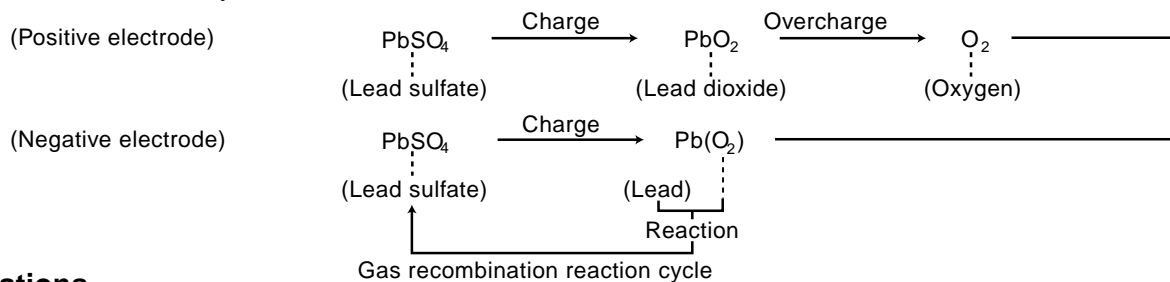 Charge Overcharge
(Positive electrode) PbSO₄ PbO₂ O₂
(Lead sulfate) (Lead dioxide) (Oxygen)
Charge
(Negative electrode) PbSO₄ Pb(O₂)
(Lead sulfate) (Lead)
Reaction
Gas recombination reaction cycle